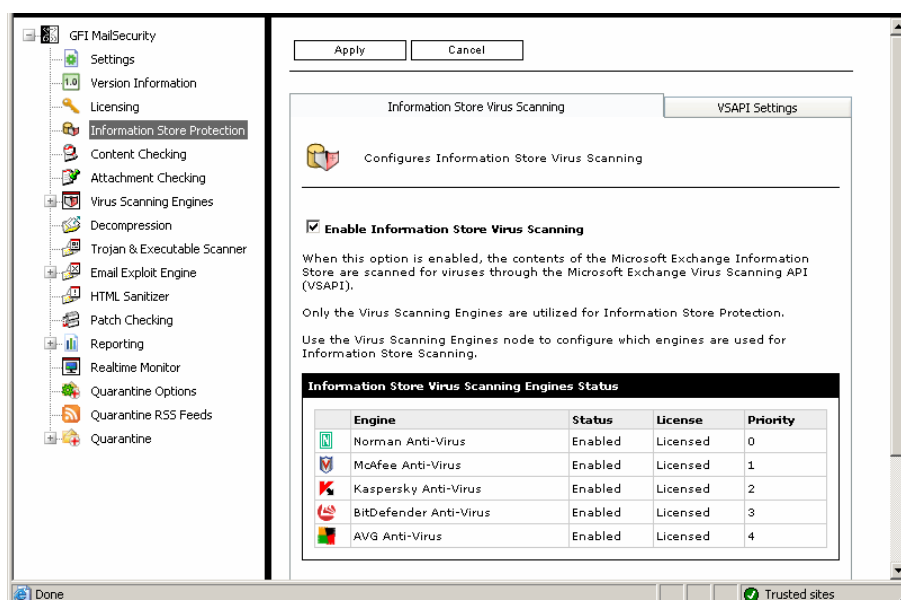 GFI MailSecurity
Settings
1.0
Version Information
Licensing
Information Store Protection
Content Checking
Attachment Checking
Virus Scanning Engines
Decompression
Trojan & Executable Scanner
Email Exploit Engine
HTML Sanitizer
Patch Checking
Reporting
Realtime Monitor
Quarantine Options
Quarantine RSS Feeds
Quarantine
Apply Cancel
Information Store Virus Scanning VSAPI Settings
Configures Information Store Virus Scanning
Enable Information Store Virus Scanning
When this option is enabled, the contents of the Microsoft Exchange Information
Store are scanned for viruses through the Microsoft Exchange Virus Scanning API
(VSAPI).
Only the Virus Scanning Engines are utilized for Information Store Protection.
Use the Virus Scanning Engines node to configure which engines are used for
Information Store Scanning.
Information Store Virus Scanning Engines Status
Engine Status License Priority
Norman Anti-Virus Enabled Licensed 0
McAfee Anti-Virus Enabled Licensed 1
Kaspersky Anti-Virus Enabled Licensed 2
BitDefender Anti-Virus Enabled Licensed 3
AVG Anti-Virus Enabled Licensed 4
Done Trusted sites